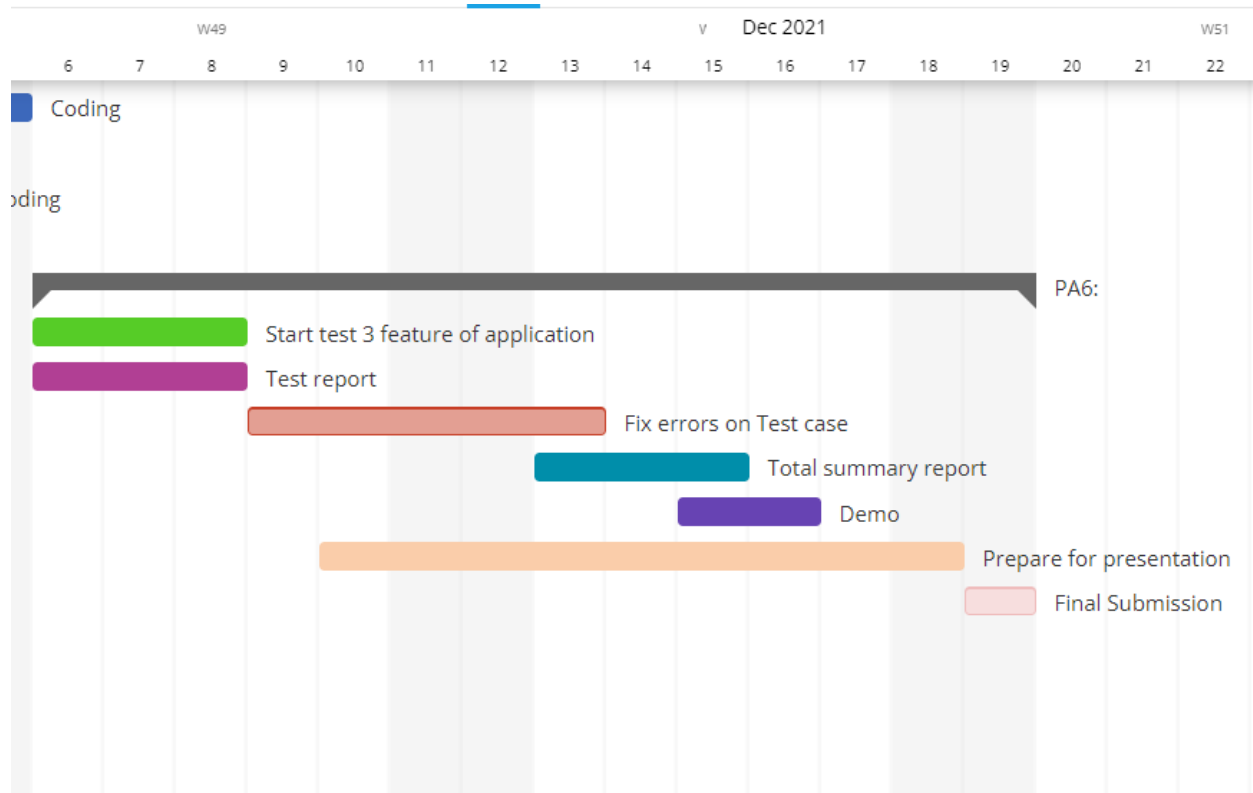 W49 W Dec 2021 W51
6 7 8 9 10 11 12 13 14 15 16 17 18 19 20 21 22
Coding
oding
PA6:
Start test 3 feature of application
Test report
Fix errors on Test case
Total summary report
Demo
Prepare for presentation
Final Submission